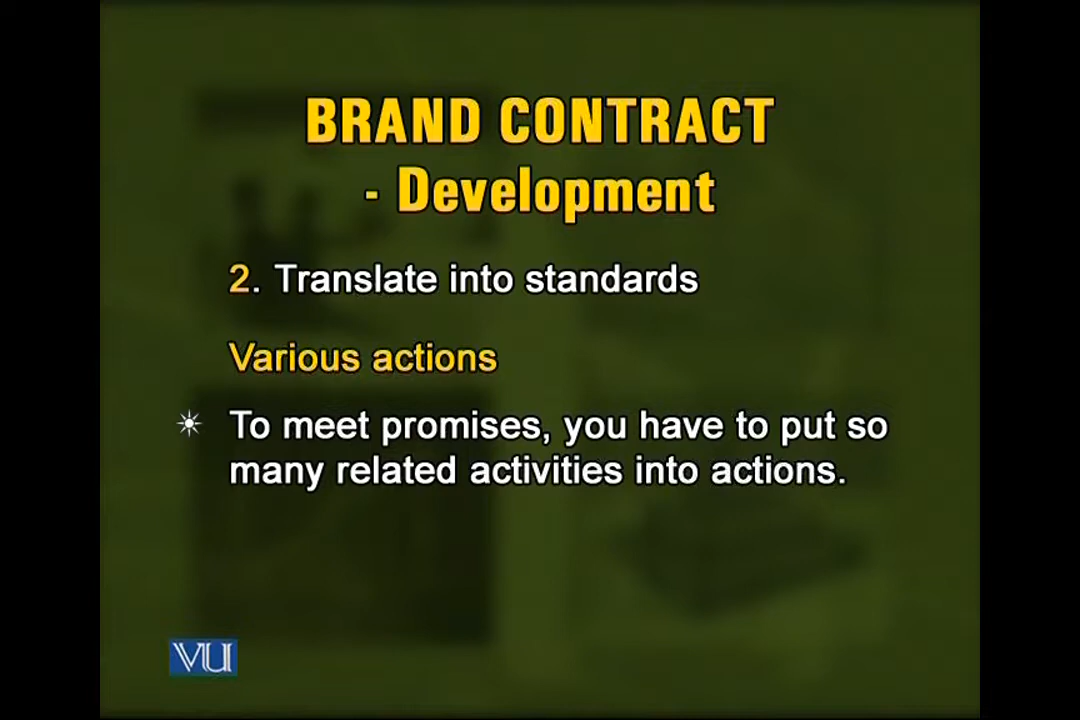 BRAND CONTRACT
- Development
2. Translate into standards
Various actions
To meet promises, you have to put so
many related activities into actions.
VU